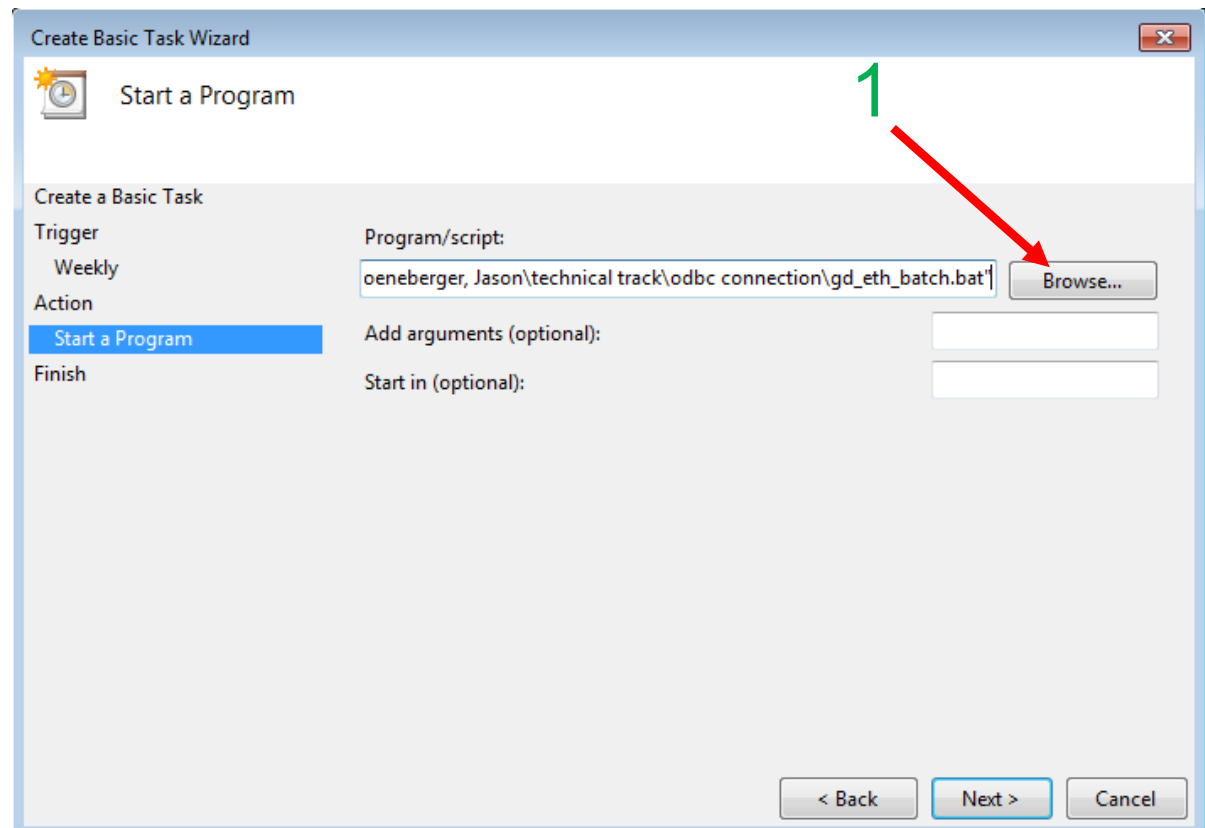 Create Basic Task Wizard
Start a Program
1
Create a Basic Task
Trigger
Weekly
Action
Start a Program
Finish
Program/script:
oeneberger, Jason\technical track\odbc connection\gd_eth_batch.bat"
Browse...
Add arguments (optional):
Start in (optional):
< Back
Next >
Cancel